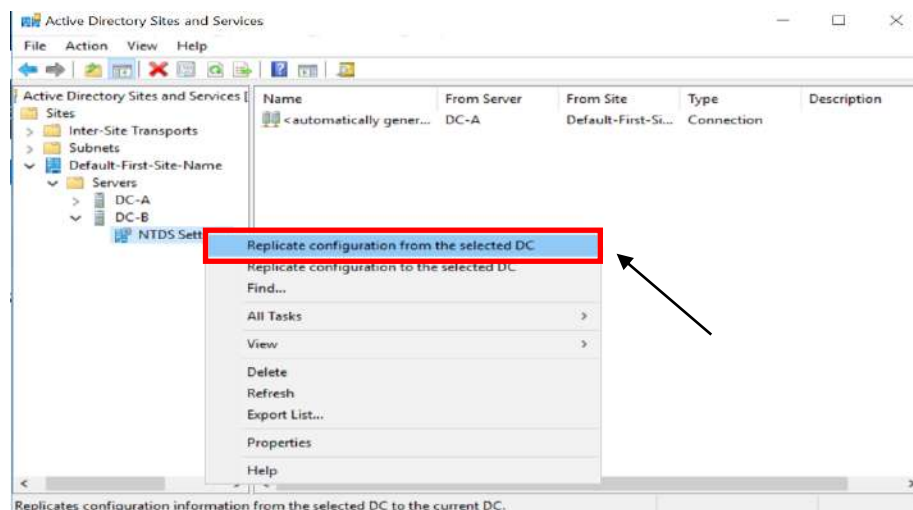 Active Directory Sites and Services
File Action View Help
Active Directory Sites and Services [
Sites
Inter-Site Transports
Subnets
Default-First-Site-Name
Servers
DC-A
DC-B
NTDS Sett
Name From Server From Site Type Description
<automatically gener... DC-A Default-First-Si... Connection
Replicate configuration from the selected DC
Replicate configuration to the selected DC
Find...
All Tasks
View
Delete
Refresh
Export List...
Properties
Help
Replicates configuration information from the selected DC to the current DC.